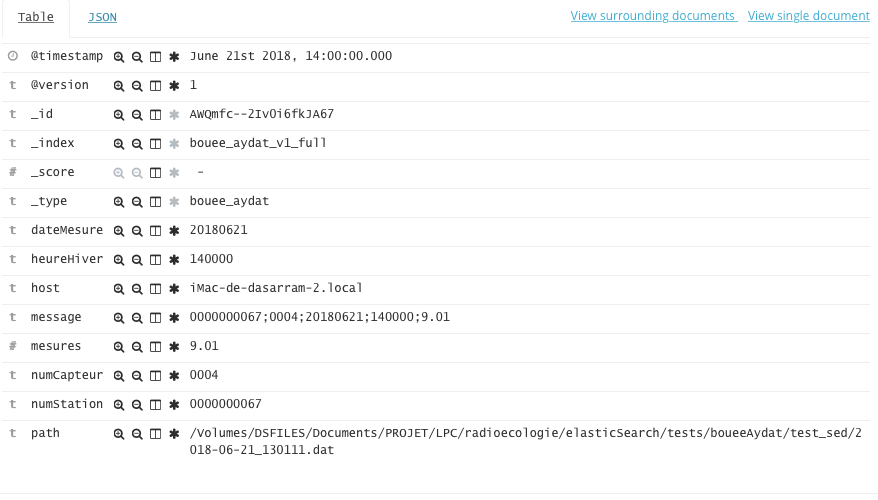 Table JSON View surrounding documents View single document
@timestamp June 21st 2018, 14:00:00.000
t @version 1
t _id AWQmfc--2IvOi6fkJA67
t _index bouee_aydat_v1_full
# _score -
t _type bouee_aydat
t dateMesure 20180621
t heureHiver 140000
t host iMac-de-dasarram-2.local
t message 0000000067;0004;20180621;140000;9.01
# mesures 9.01
t numCapteur 0004
t numStation 0000000067
t path /Volumes/DSFILES/Documents/PROJET/LPC/radioecologie/elasticSearch/tests/boueeAydat/test_sed/2
018-06-21_130111.dat